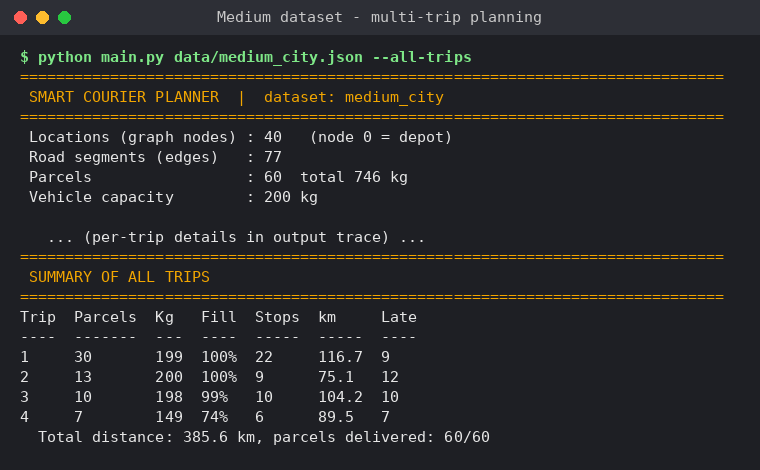 Medium dataset - multi-trip planning
$ python main.py data/medium_city.json --all-trips
==============================================================================
 SMART COURIER PLANNER  |  dataset: medium_city
==============================================================================
 Locations (graph nodes) : 40   (node 0 = depot)
 Road segments (edges)   : 77
 Parcels                 : 60  total 746 kg
 Vehicle capacity        : 200 kg
   ... (per-trip details in output trace) ...
==============================================================================
 SUMMARY OF ALL TRIPS
==============================================================================
Trip  Parcels  Kg   Fill  Stops  km     Late
----  -------  ---  ----  -----  -----  ----
1     30       199  100%  22     116.7  9
2     13       200  100%  9      75.1   12
3     10       198  99%   10     104.2  10
4     7        149  74%   6      89.5   7
  Total distance: 385.6 km, parcels delivered: 60/60